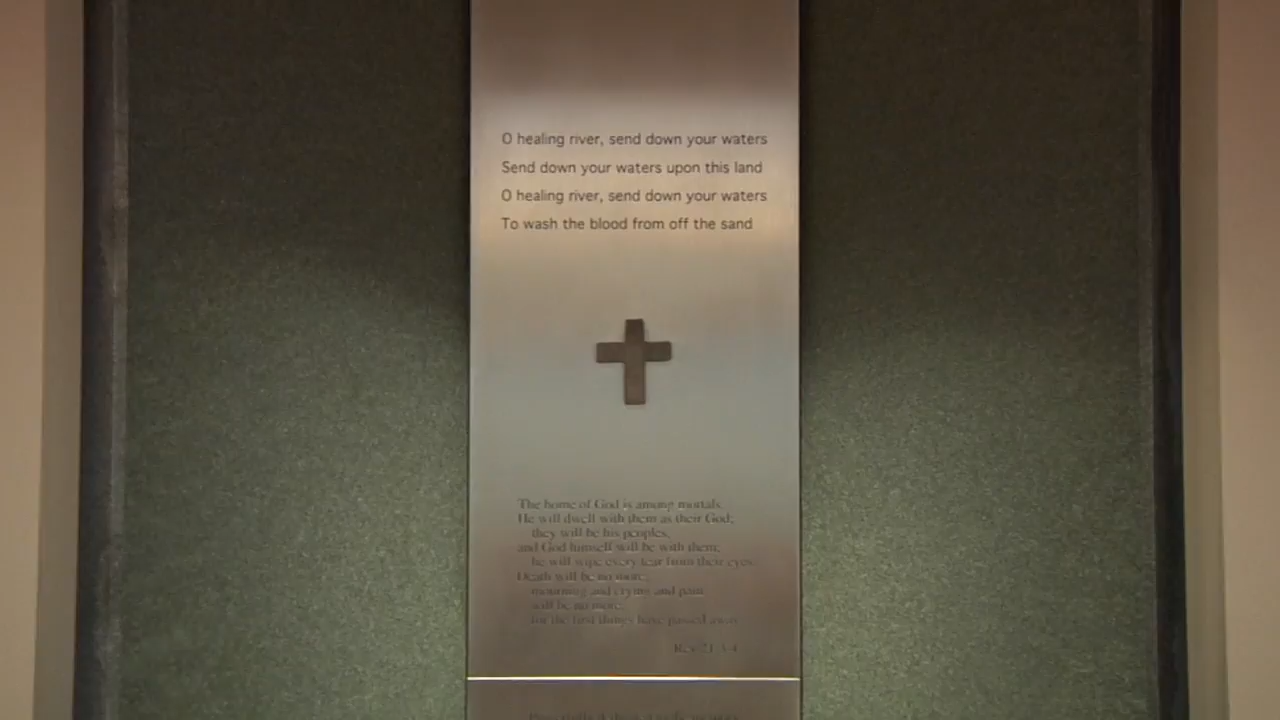 O healing river, send down your waters
Send down your waters upon this land
O healing river, send down your waters
To wash the blood from off the sand
The home of God is among mortals.
He will dwell with them as their God;
they will be his peoples,
and God himself will be with them;
he will wipe every tear from their eyes.
Death will be no more;
mourning and crying and pain
will be no more,
for the first things have passed away
Rev 21:3-4